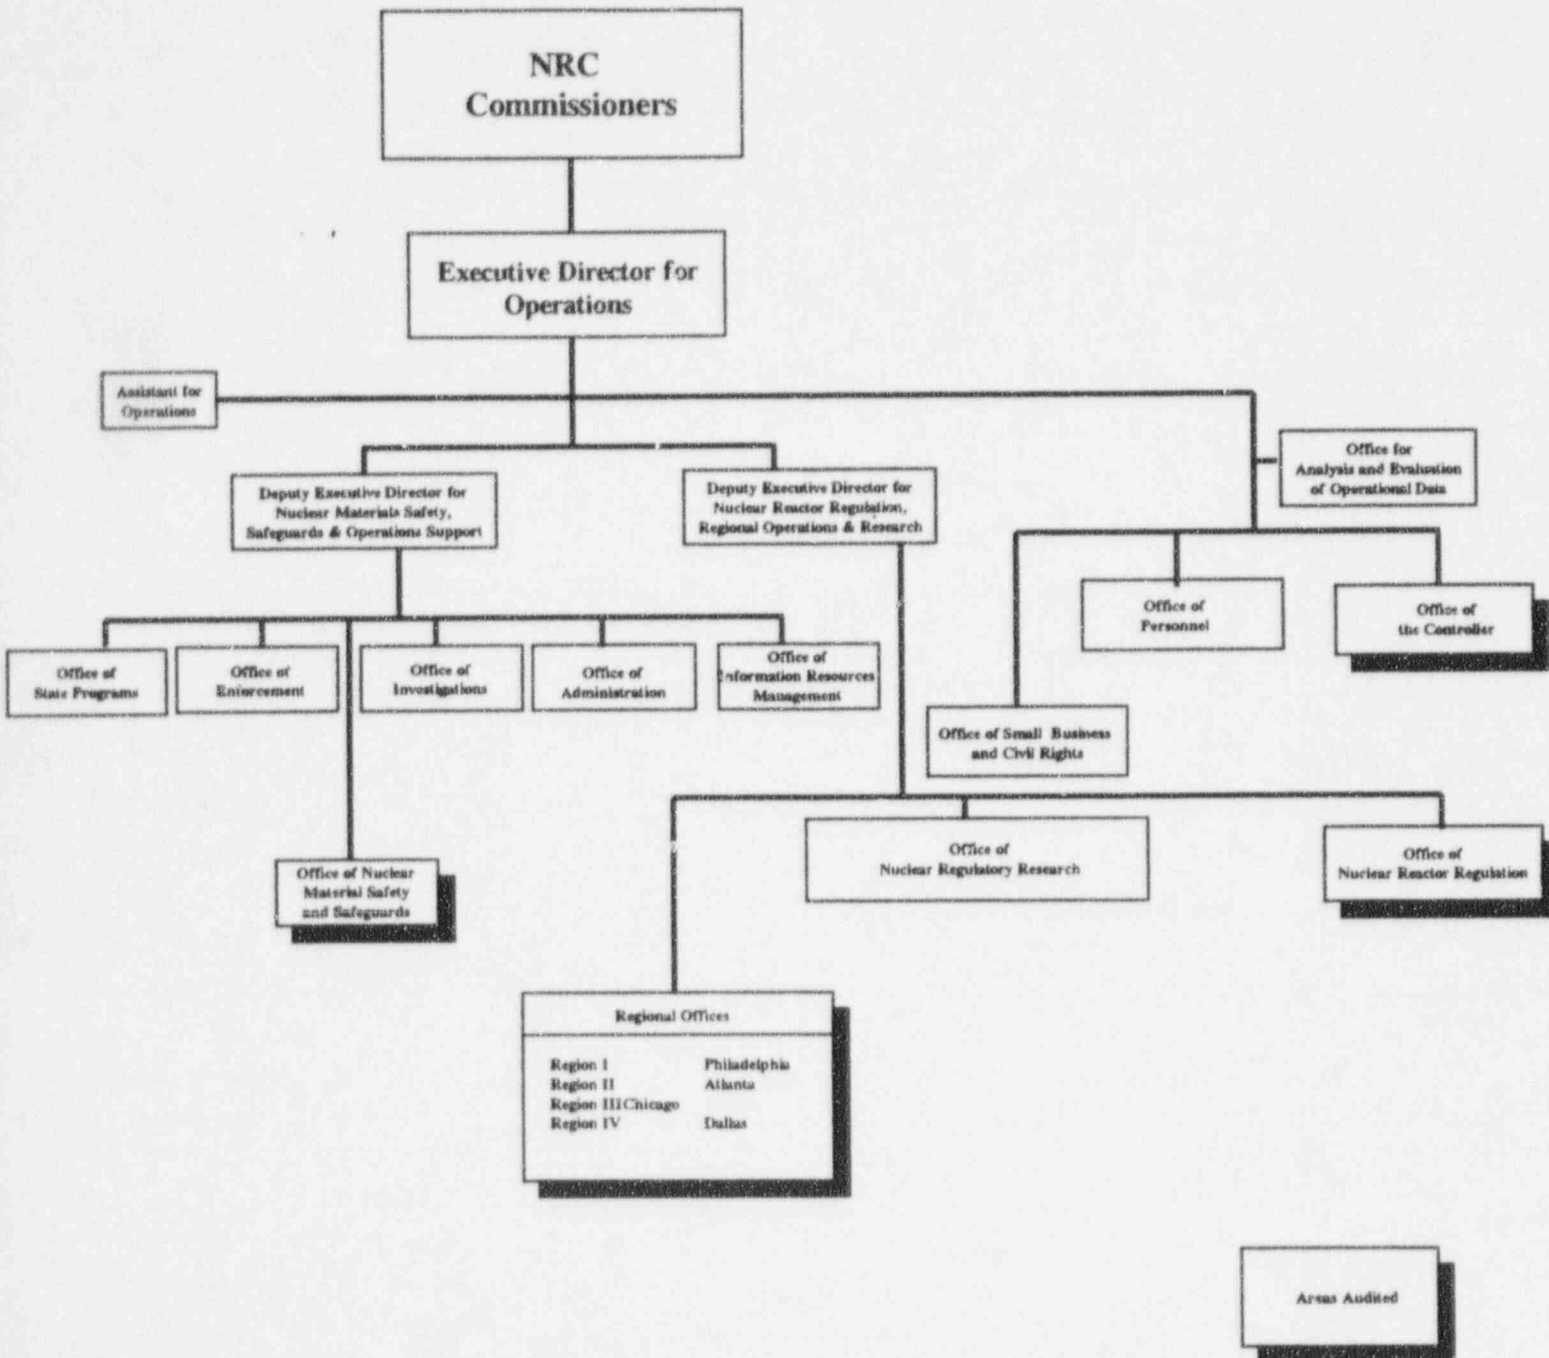 NRC
Commissioners
Executive Director for
Operations
Assistant for
Operations
Office for
Analysis and Evaluation
of Operational Data
Deputy Executive Director for
Nuclear Materials Safety,
Safeguards & Operations Support
Deputy Executive Director for
Nuclear Reactor Regulation,
Regional Operations & Research
Office of
Personnel
Office of
the Controller
Office of
State Programs
Office of
Enforcement
Office of
Investigations
Office of
Administration
Office of
Information Resources
Management
Office of Small Business
and Civil Rights
Office of Nuclear
Material Safety
and Safeguards
Office of
Nuclear Regulatory Research
Office of
Nuclear Reactor Regulation
Regional Offices
Region I Philadelphia
Region II Atlanta
Region III Chicago
Region IV Dallas
Areas Audited